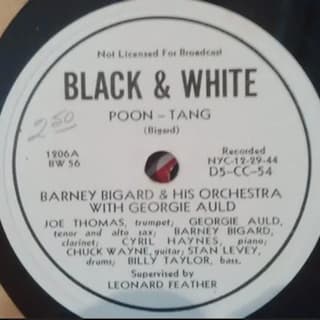 Not Licensed For Broadcast
BLACK & WHITE
POON - TANG
(Bigard)
2 50
1206A
BW 56
Recorded
NYC-12-29-44
D5-CC-54
BARNEY BIGARD & HIS ORCHESTRA
WITH GEORGIE AULD
JOE THOMAS, trumpet; GEORGIE AULD,
tenor and alto sax; BARNEY BIGARD,
clarinet; CYRIL HAYNES, piano;
CHUCK WAYNE, guitar; STAN LEVEY,
drums; BILLY TAYLOR, bass.
Supervised by
LEONARD FEATHER